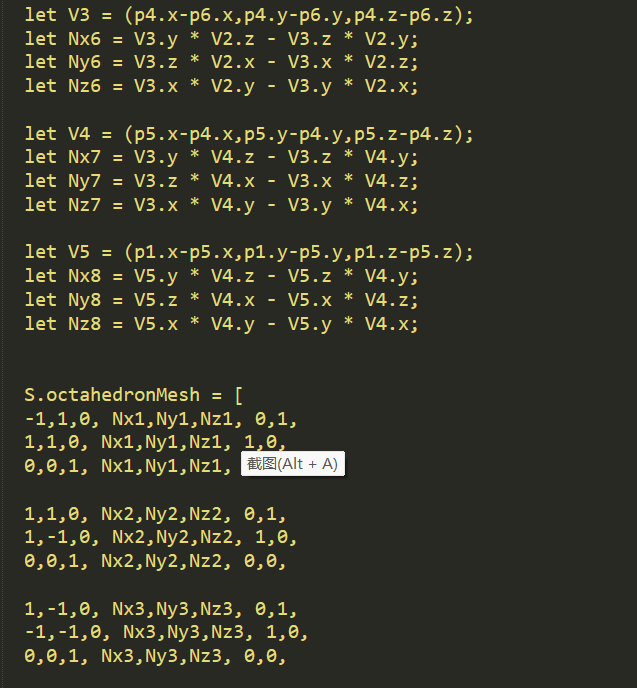 let V3 = (p4.x-p6.x,p4.y-p6.y,p4.z-p6.z);
let Nx6 = V3.y * V2.z - V3.z * V2.y;
let Ny6 = V3.z * V2.x - V3.x * V2.z;
let Nz6 = V3.x * V2.y - V3.y * V2.x;
let V4 = (p5.x-p4.x,p5.y-p4.y,p5.z-p4.z);
let Nx7 = V3.y * V4.z - V3.z * V4.y;
let Ny7 = V3.z * V4.x - V3.x * V4.z;
let Nz7 = V3.x * V4.y - V3.y * V4.x;
let V5 = (p1.x-p5.x,p1.y-p5.y,p1.z-p5.z);
let Nx8 = V5.y * V4.z - V5.z * V4.y;
let Ny8 = V5.z * V4.x - V5.x * V4.z;
let Nz8 = V5.x * V4.y - V5.y * V4.x;
S.octahedronMesh = [
-1,1,0, Nx1,Ny1,Nz1, 0,1,
1,1,0, Nx1,Ny1,Nz1, 1,0,
0,0,1, Nx1,Ny1,Nz1,
截图(Alt + A)
1,1,0, Nx2,Ny2,Nz2, 0,1,
1,-1,0, Nx2,Ny2,Nz2, 1,0,
0,0,1, Nx2,Ny2,Nz2, 0,0,
1,-1,0, Nx3,Ny3,Nz3, 0,1,
-1,-1,0, Nx3,Ny3,Nz3, 1,0,
0,0,1, Nx3,Ny3,Nz3, 0,0,